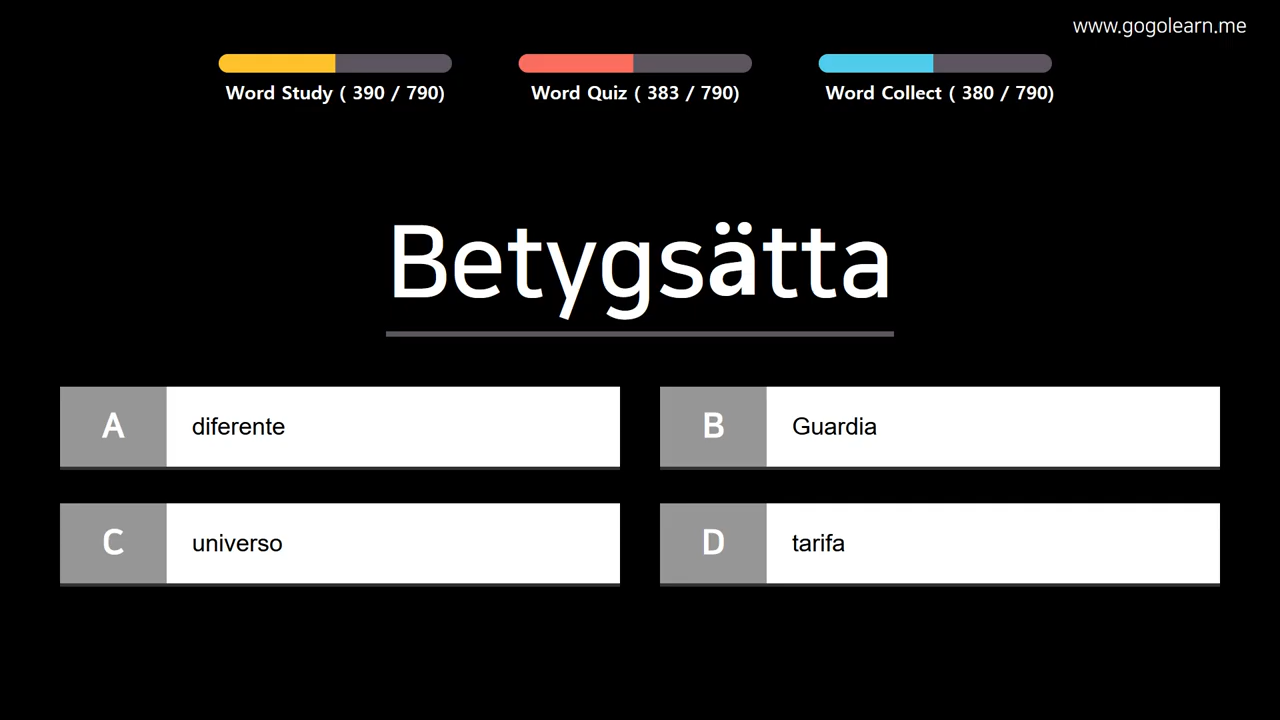 www.gogolearn.me
Word Study ( 390 / 790)
Word Quiz ( 383 / 790)
Word Collect ( 380 / 790)
Betygsätta
A diferente
B Guardia
C universo
D tarifa